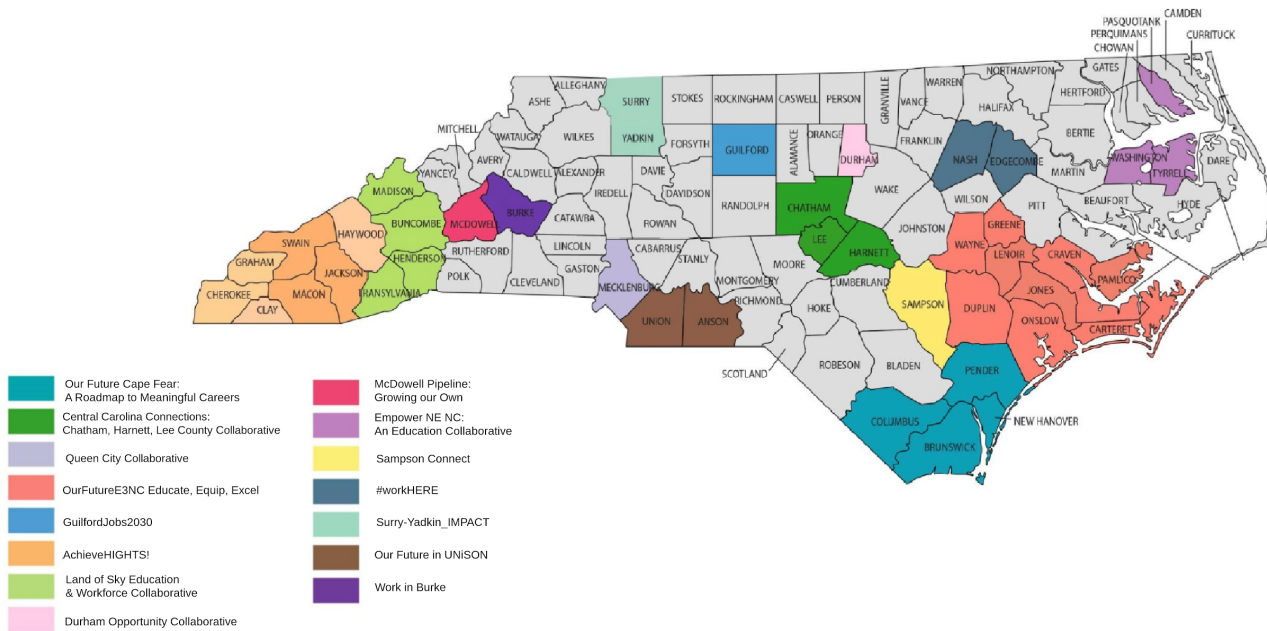 CAMDEN
PASQUOTANK
PERQUIMANS
CURRITUCK
CHOWAN
GATES
NORTHAMPTON
ALLEGHANY
ASHE
SURRY
STOKES
ROCKINGHAM
CASWELL
PERSON
GRANVILLE
VANCE
WARREN
HALIFAX
HERTFORD
MITCHELL
WATAUGA
WILKES
YADKIN
FORSYTH
GUILFORD
ALAMANCE
ORANGE
DURHAM
FRANKLIN
NASH
EDGECOMBE
BERTIE
WASHINGTON
TYRRELL
DARE
MARTIN
AVERY
YANCEY
CALDWELL
ALEXANDER
DAVIE
IREDELL
DAVIDSON
MADISON
BUNCOMBE
MCDOWELL
BURKE
CATAWBA
ROWAN
RANDOLPH
CHATHAM
WAKE
WILSON
PITT
BEAUFORT
HYDE
SWAIN
HAYWOOD
HENDERSON
RUTHERFORD
LINCOLN
CABARRUS
STANLY
MONTGOMERY
MOORE
LEE
HARNETT
JOHNSTON
WAYNE
GREENE
LENOIR
CRAVEN
PAMLICO
GRAHAM
JACKSON
CHEROKEE
MACON
CLAY
TRANSYLVANIA
POLK
CLEVELAND
GASTON
MECKLENBURG
UNION
ANSON
RICHMOND
HOKE
CUMBERLAND
SAMPSON
DUPLIN
JONES
ONSLOW
CARTERET
SCOTLAND
ROBESON
BLADEN
PENDER
COLUMBUS
BRUNSWICK
NEW HANOVER
Our Future Cape Fear:
A Roadmap to Meaningful Careers
Central Carolina Connections:
Chatham, Harnett, Lee County Collaborative
Queen City Collaborative
OurFutureE3NC Educate, Equip, Excel
GuilfordJobs2030
AchieveHIGHTS!
Land of Sky Education
& Workforce Collaborative
Durham Opportunity Collaborative
McDowell Pipeline:
Growing our Own
Empower NE NC:
An Education Collaborative
Sampson Connect
#workHERE
Surry-Yadkin_IMPACT
Our Future in UNiSON
Work in Burke